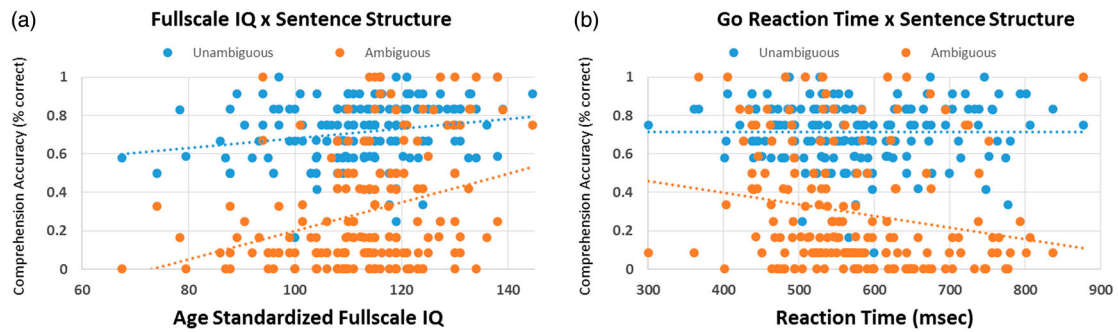 (a)
Fullscale IQ x Sentence Structure
Unambiguous Ambiguous
Comprehension Accuracy (% correct)
1
0.8
0.6
0.4
0.2
0
60 80 100 120 140
Age Standardized Fullscale IQ
(b)
Go Reaction Time x Sentence Structure
Unambiguous Ambiguous
Comprehension Accuracy (% correct)
1
0.8
0.6
0.4
0.2
0
300 400 500 600 700 800 900
Reaction Time (msec)